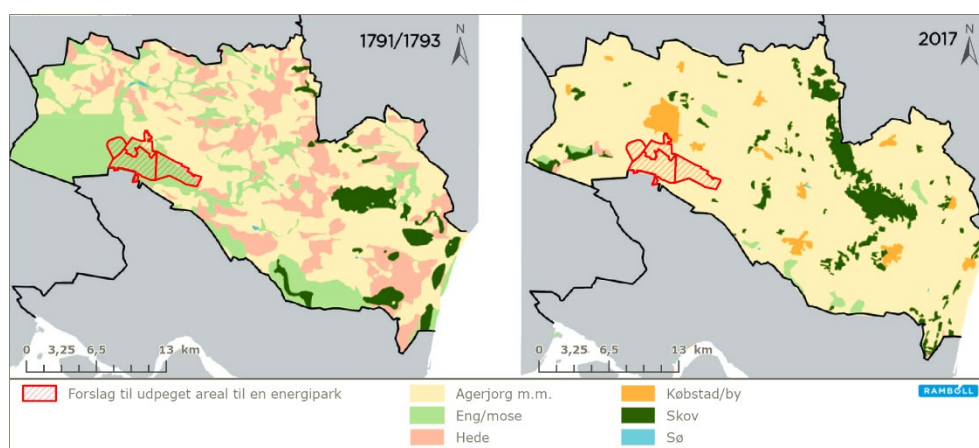 1791/1793
N
0 3,25 6,5 13 km
2017
N
0 3,25 6,5 13 km
Forslag til udpeget areal til en energipark
Agerjorg m.m.
Eng/mose
Hede
Købstad/by
Skov
Sø
RAMBOLL